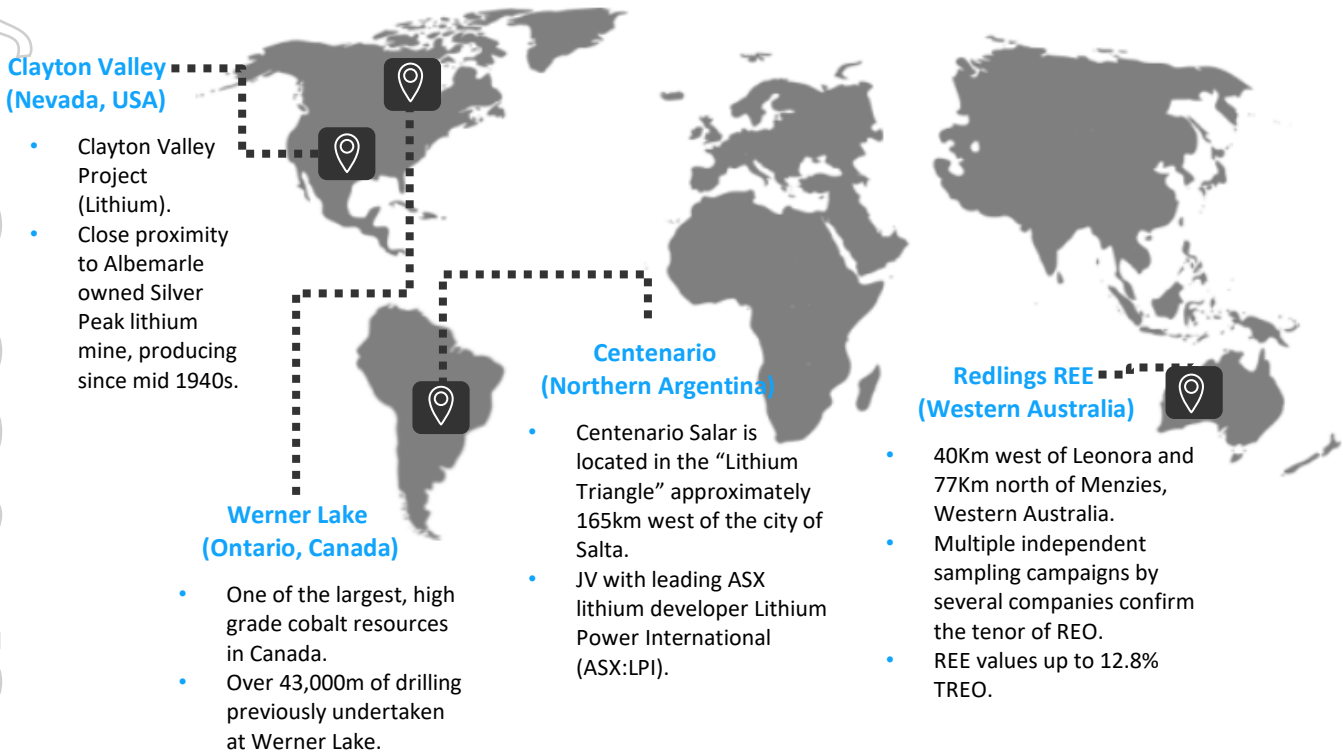 Clayton Valley
(Nevada, USA)
• Clayton Valley
Project
(Lithium).
• Close proximity
to Albemarle
owned Silver
Peak lithium
mine, producing
since mid 1940s.
Werner Lake
(Ontario, Canada)
• One of the largest, high
grade cobalt resources
in Canada.
• Over 43,000m of drilling
previously undertaken
at Werner Lake.
Centenario
(Northern Argentina)
• Centenario Salar is
located in the “Lithium
Triangle” approximately
165km west of the city of
Salta.
• JV with leading ASX
lithium developer Lithium
Power International
(ASX:LPI).
Redlings REE
(Western Australia)
• 40Km west of Leonora and
77Km north of Menzies,
Western Australia.
• Multiple independent
sampling campaigns by
several companies confirm
the tenor of REO.
• REE values up to 12.8%
TREO.